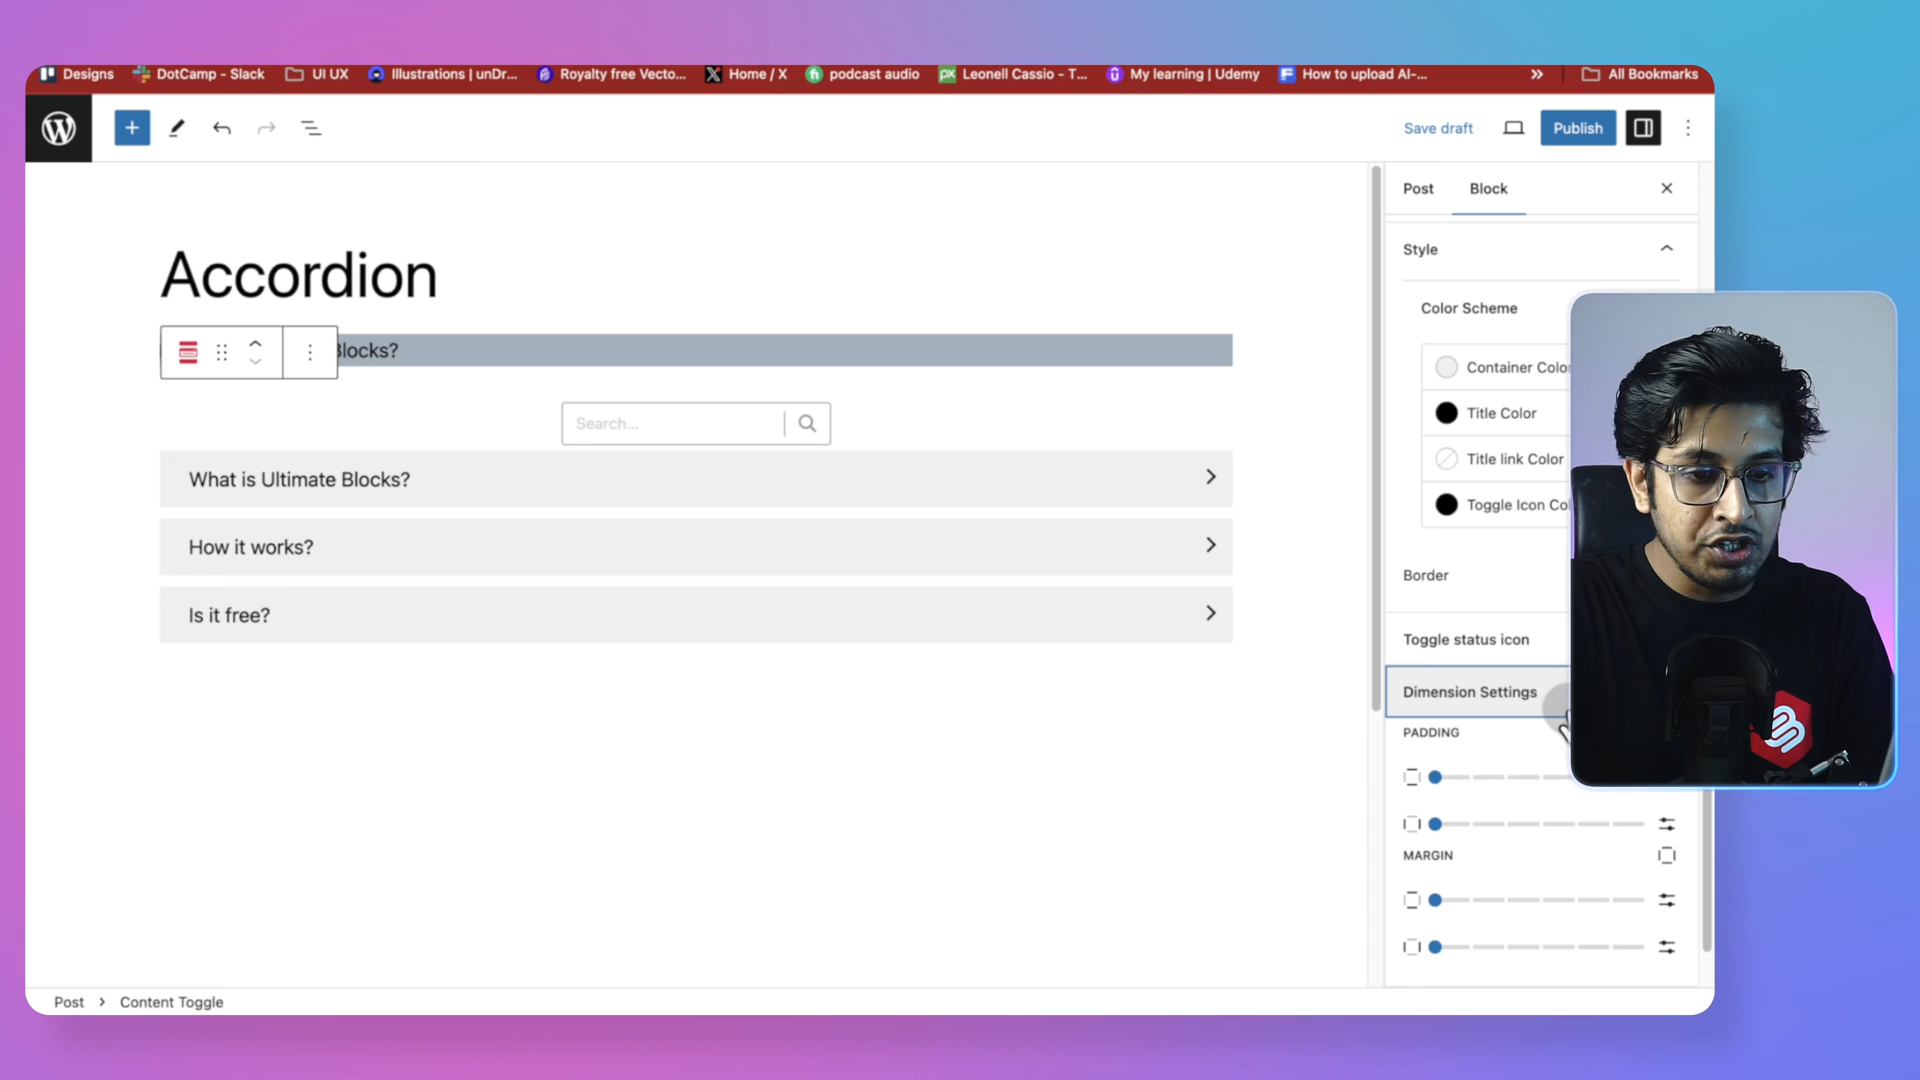 Designs DotCamp - Slack UI UX Illustrations | unDr... Royalty free Vecto... Home / X podcast audio Leonell Cassio - T... My learning | Udemy How to upload AI-... » All Bookmarks
Save draft Publish
Post Block
Style
Accordion
Color Scheme
Blocks?
Container Color
Search...
Title Color
What is Ultimate Blocks?
Title link Color
Toggle Icon Col
How it works?
Border
Is it free?
Toggle status icon
Dimension Settings
PADDING
MARGIN
Post > Content Toggle